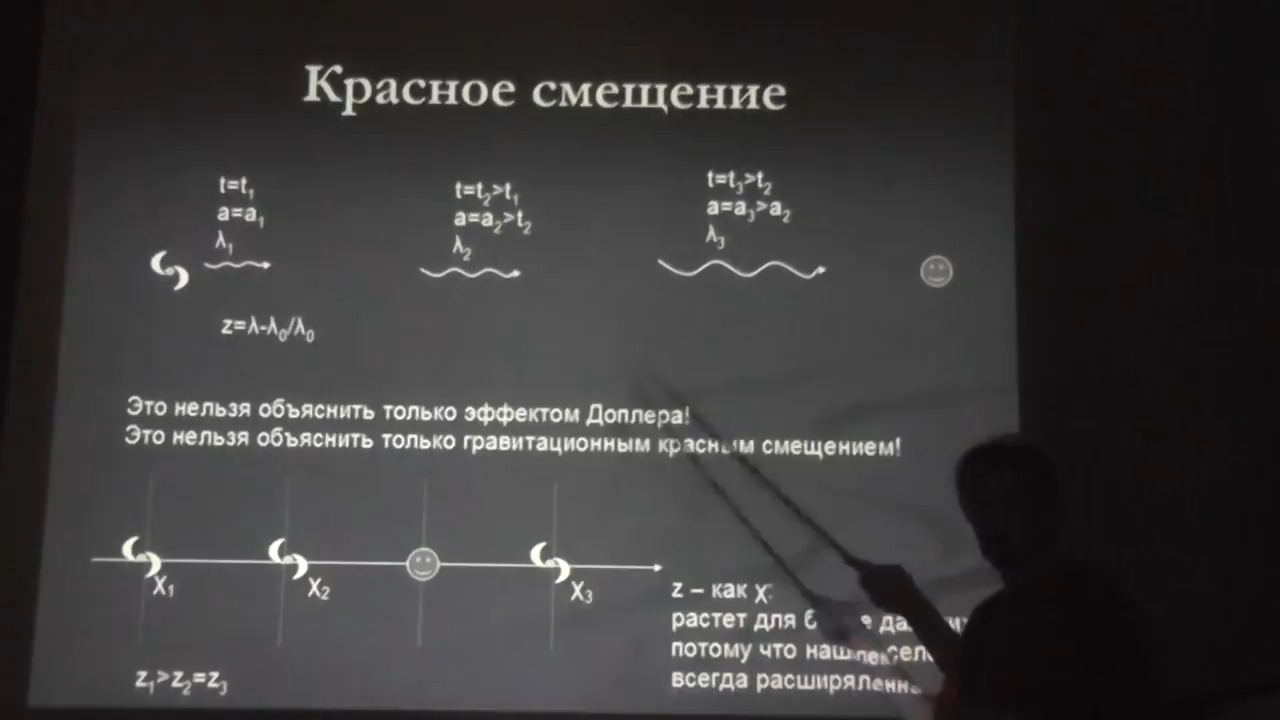 Красное смещение
t=t₁
a=a₁
λ₁
t=t₂>t₁
a=a₂>t₂
λ₂
t=t₃>t₂
a=a₃>a₂
λ₃
z=λ-λ₀/λ₀
Это нельзя объяснить только эффектом Доплера!
Это нельзя объяснить только гравитационным красным смещением!
X₁
X₂
X₃
z₁>z₂=z₃
z – как
растет для
потому что
всегда